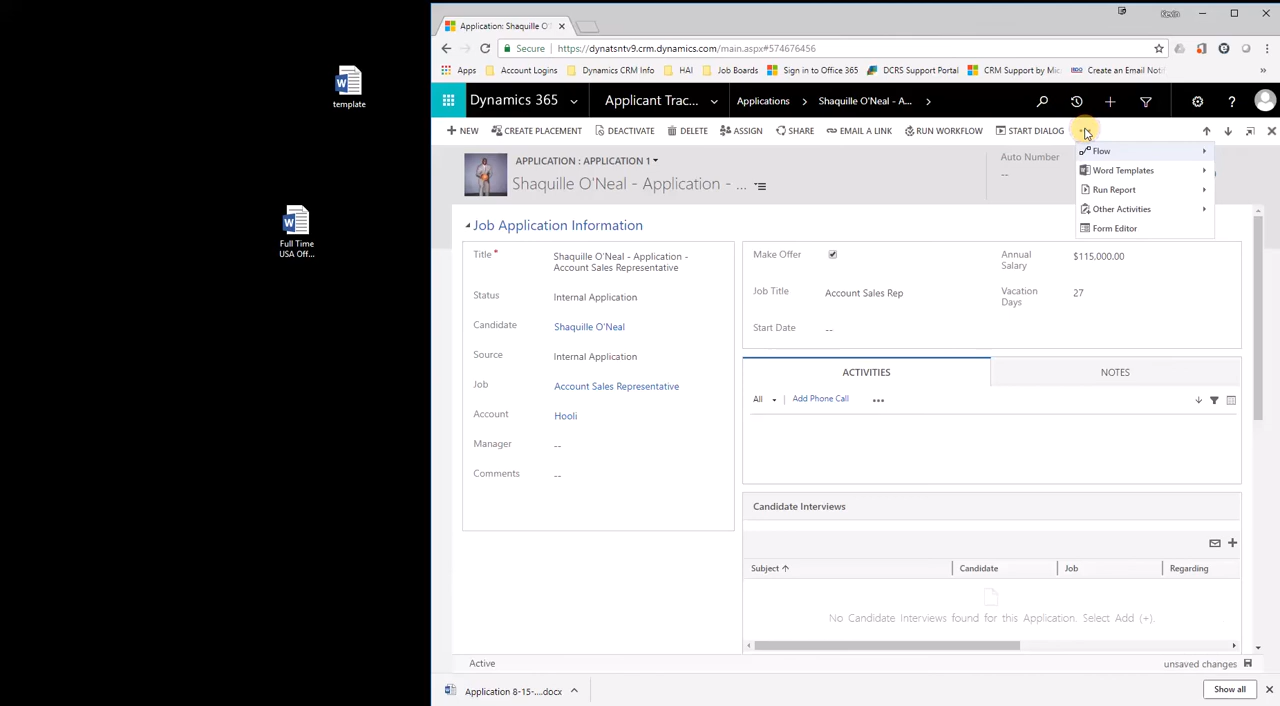 template
Full Time
USA Off...
Application: Shaquille O'
Kevin
Secure
https://dynatsntv9.crm.dynamics.com/main.aspx#574676456
Apps
Account Logins
Dynamics CRM Info
HAI
Job Boards
Sign in to Office 365
DCRS Support Portal
CRM Support by Mic
Create an Email Noti
Dynamics 365
Applicant Trac...
Applications
Shaquille O'Neal - A...
NEW
CREATE PLACEMENT
DEACTIVATE
DELETE
ASSIGN
SHARE
EMAIL A LINK
RUN WORKFLOW
START DIALOG
Flow
Word Templates
Run Report
Other Activities
Form Editor
APPLICATION : APPLICATION 1
Shaquille O'Neal - Application - ...
Auto Number
--
Job Application Information
Title *
Shaquille O'Neal - Application -
Account Sales Representative
Status
Internal Application
Candidate
Shaquille O'Neal
Source
Internal Application
Job
Account Sales Representative
Account
Hooli
Manager
--
Comments
--
Make Offer
Annual
Salary
$115,000.00
Job Title
Account Sales Rep
Vacation
Days
27
Start Date
--
ACTIVITIES
NOTES
All
Add Phone Call
...
Candidate Interviews
Subject
Candidate
Job
Regarding
No Candidate Interviews found for this Application. Select Add (+).
Active
unsaved changes
Application 8-15-....docx
Show all